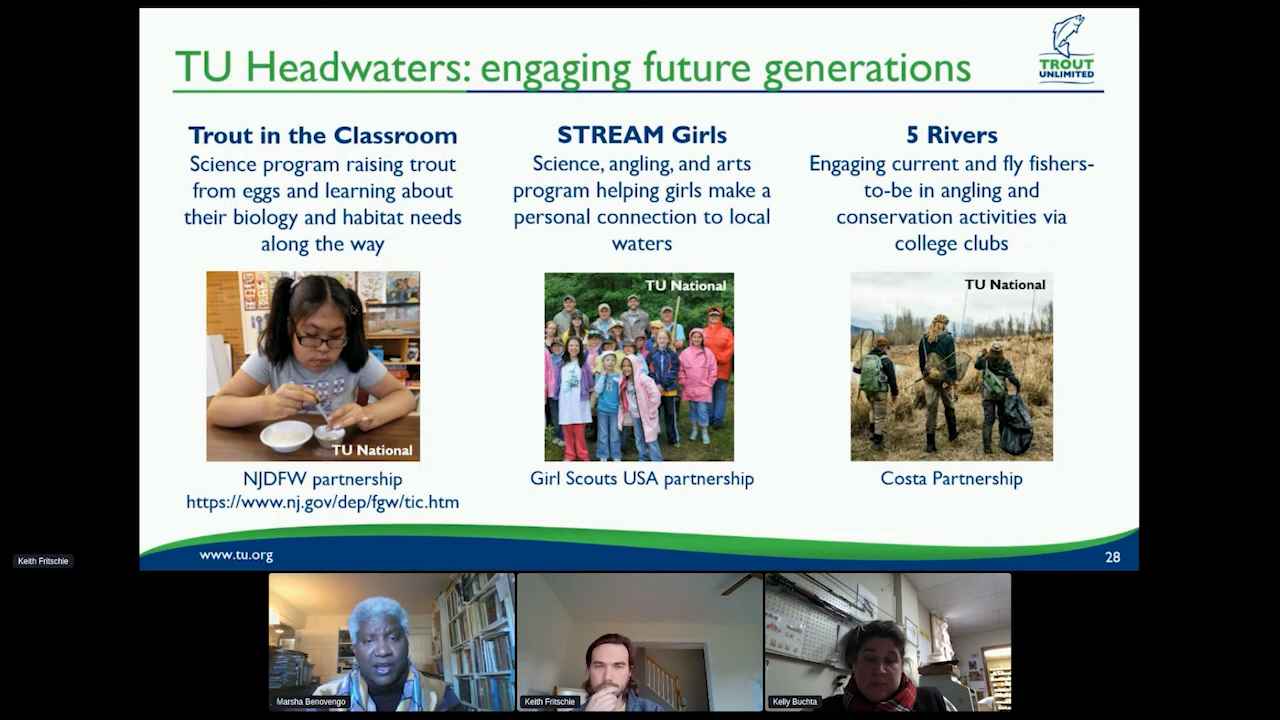 TU Headwaters: engaging future generations
TROUT
UNLIMITED
Trout in the Classroom
Science program raising trout
from eggs and learning about
their biology and habitat needs
along the way
TU National
NJDFW partnership
https://www.nj.gov/dep/fgw/tic.htm
STREAM Girls
Science, angling, and arts
program helping girls make a
personal connection to local
waters
TU National
Girl Scouts USA partnership
5 Rivers
Engaging current and fly fishers-
to-be in angling and
conservation activities via
college clubs
TU National
Costa Partnership
www.tu.org
28
Keith Fritschie
Marsha Benovengo
Keith Fritschie
Kelly Buchta